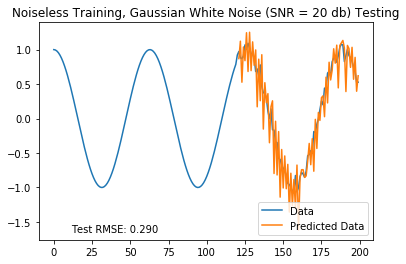 Noiseless Training, Gaussian White Noise (SNR = 20 db) Testing
1.0
0.5
0.0
−0.5
−1.0
−1.5
Test RMSE: 0.290
Data
Predicted Data
0 25 50 75 100 125 150 175 200